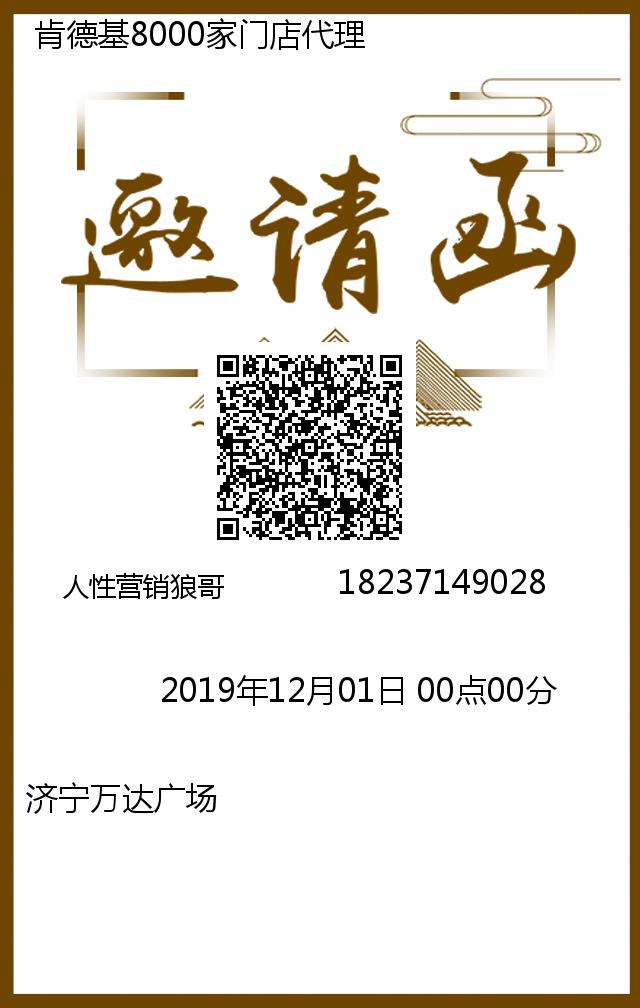 肯德基8000家门店代理
邀请函
人性营销狼哥
18237149028
2019年12月01日 00点00分
济宁万达广场